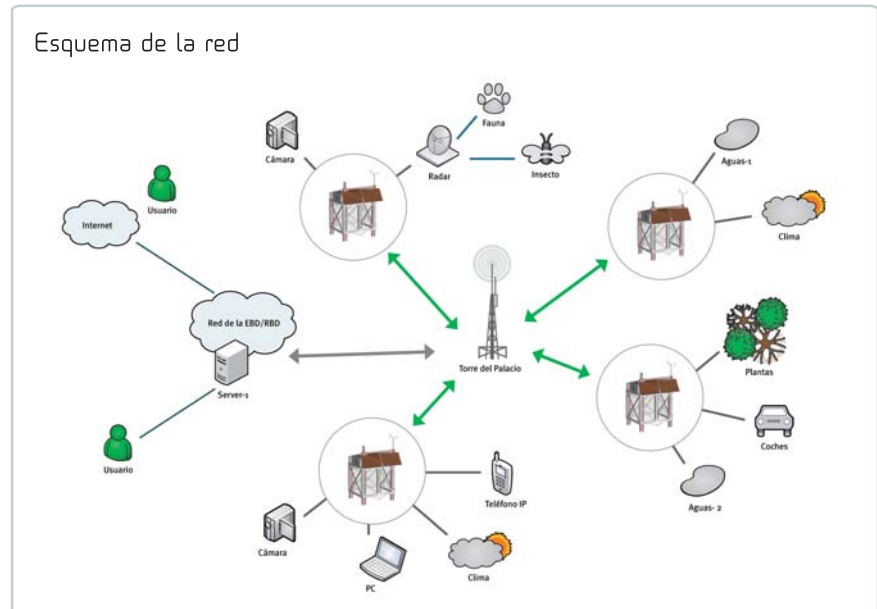 Esquema de la red
Fauna
Cámara
Radar
Insecto
Aguas-1
Usuario
Internet
Clima
Red de la EBD/RBD
Server-1
Torre del Palacio
Plantas
Coches
Usuario
Teléfono IP
Aguas- 2
Cámara
PC
Clima